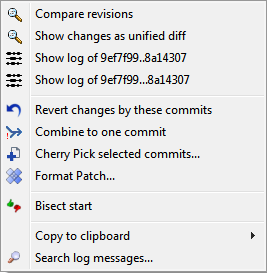 Compare revisions
Show changes as unified diff
Show log of 9ef7f99..8a14307
Show log of 9ef7f99...8a14307
Revert changes by these commits
Combine to one commit
Cherry Pick selected commits...
Format Patch...
Bisect start
Copy to clipboard
Search log messages...